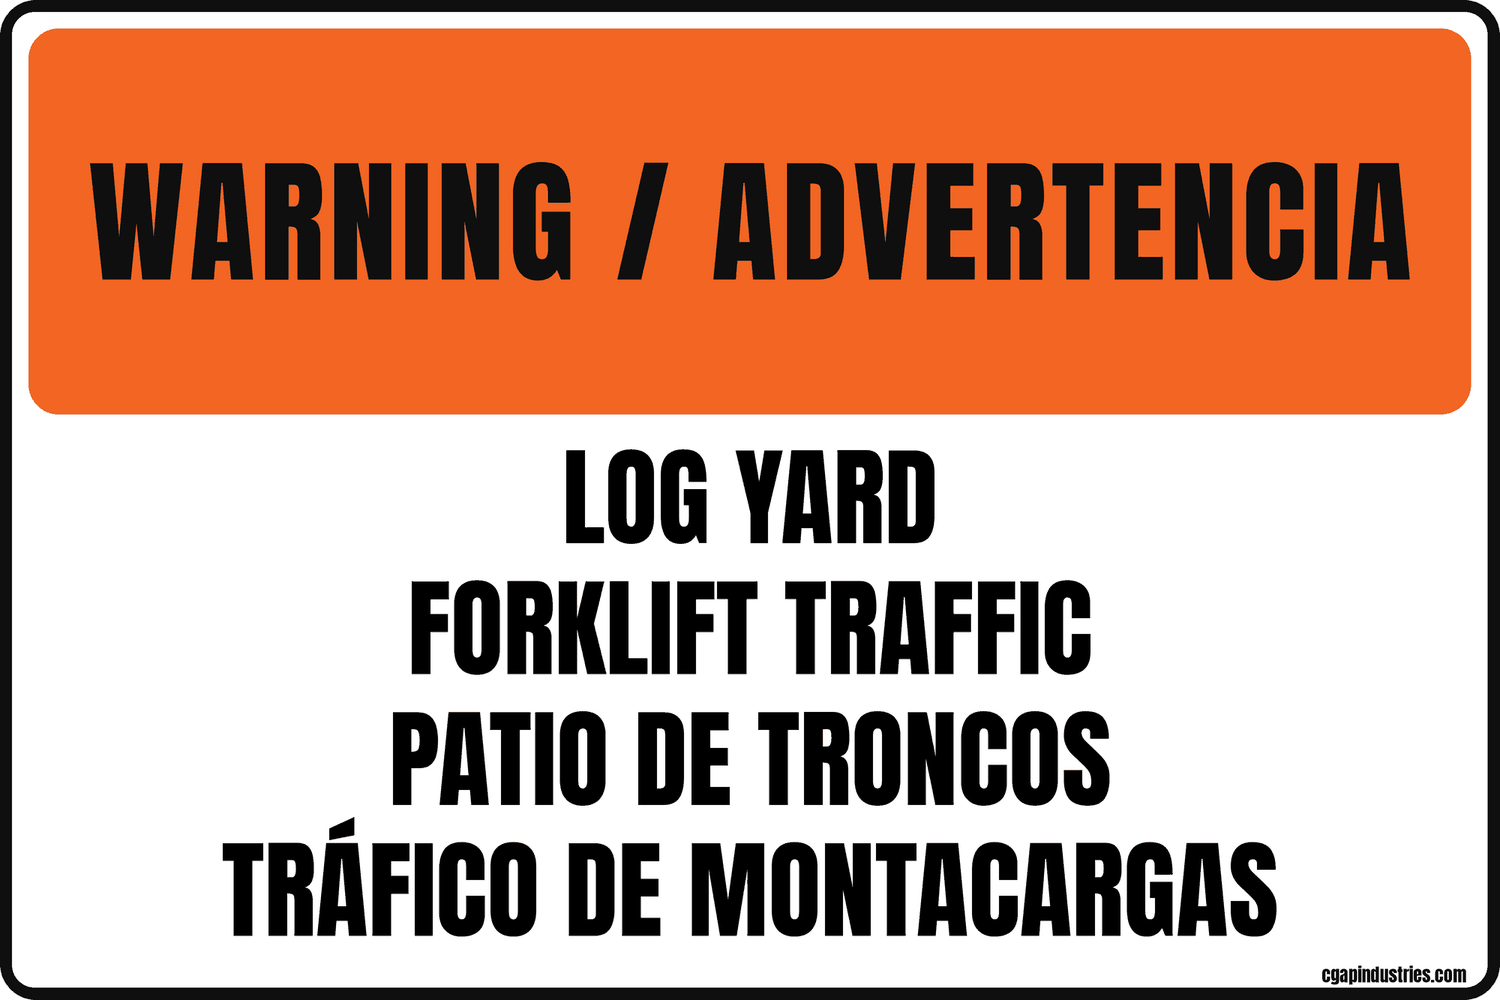 WARNING / ADVERTENCIA
LOG YARD
FORKLIFT TRAFFIC
PATIO DE TRONCOS
TRÁFICO DE MONTACARGAS
cgapindustries.com